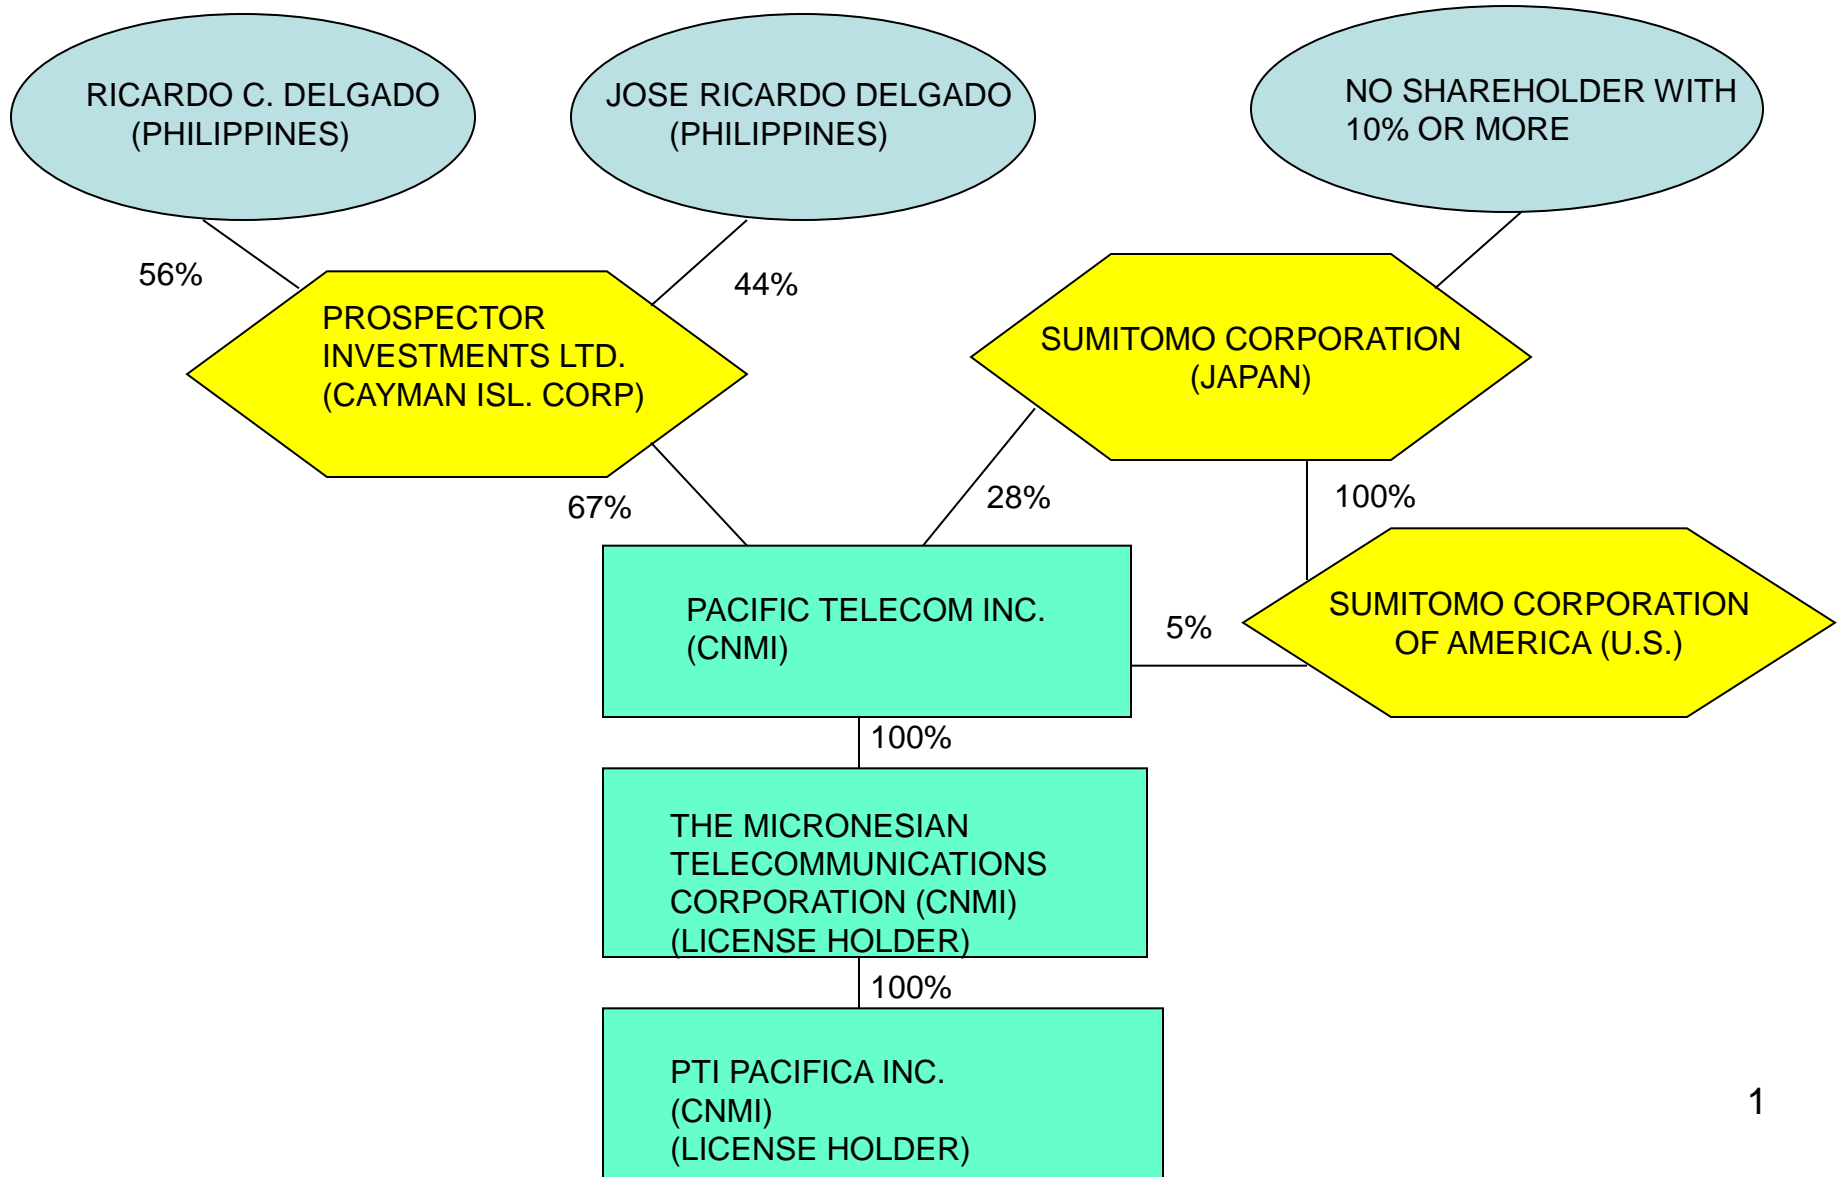 RICARDO C. DELGADO
(PHILIPPINES)
JOSE RICARDO DELGADO
(PHILIPPINES)
NO SHAREHOLDER WITH
10% OR MORE
56%
44%
PROSPECTOR
INVESTMENTS LTD.
(CAYMAN ISL. CORP)
SUMITOMO CORPORATION
(JAPAN)
67%
28%
100%
PACIFIC TELECOM INC.
(CNMI)
5%
SUMITOMO CORPORATION
OF AMERICA (U.S.)
100%
THE MICRONESIAN
TELECOMMUNICATIONS
CORPORATION (CNMI)
(LICENSE HOLDER)
100%
PTI PACIFICA INC.
(CNMI)
(LICENSE HOLDER)
1